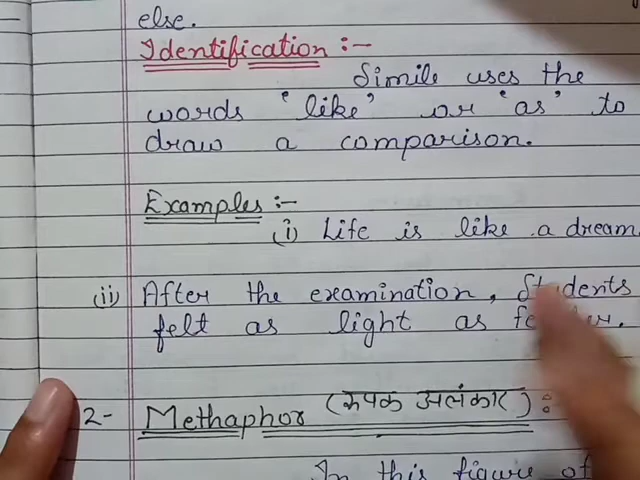 else.
Identification :-
Simile uses the
words 'like' or 'as' to
draw a comparison.
Examples :-
(i) Life is like a dream
(ii) After the examination, Students
felt as light as
2- Methaphor (रूपक अलंकार) :
In this figure of